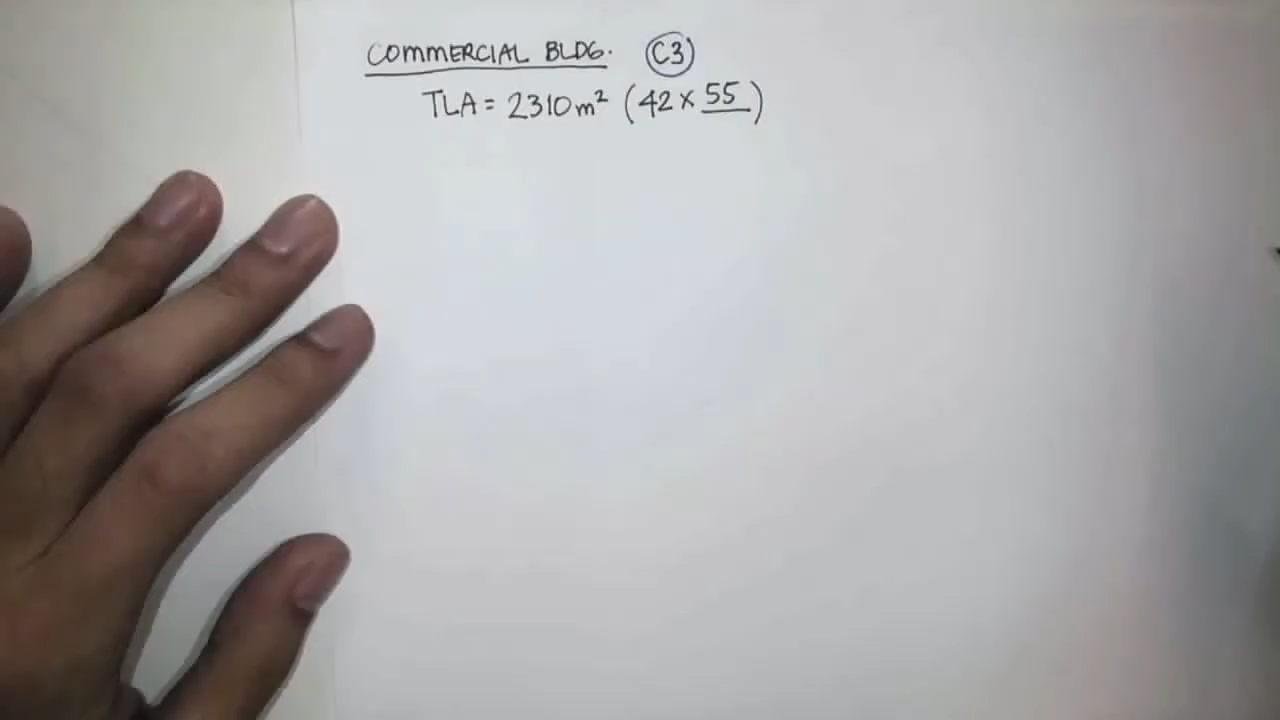 COMMERCIAL BLDG. C3
TLA = 2310m² (42 x 55)